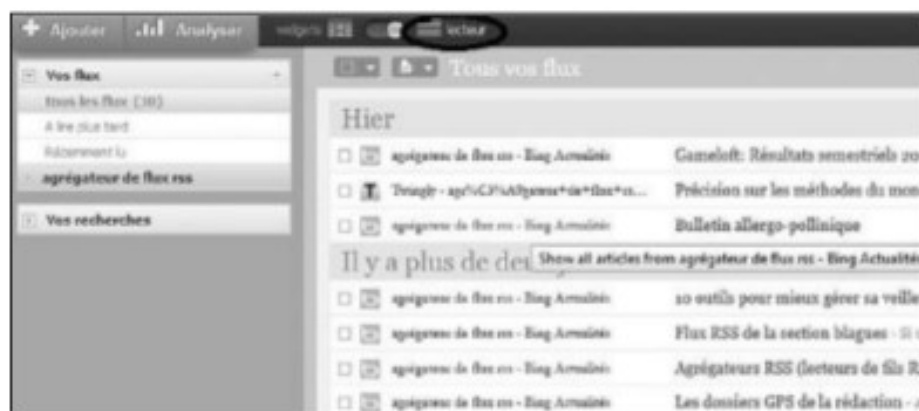 Ajouter Analyser widgets lecteur
Tous vos flux
Vos flux
tous les flux (30)
A lire plus tard
Récemment lu
agrégateur de flux rss
Vos recherches
Hier
agrégateur de flux rss - Bing Actualités Gameloft: Résultats semestriels
Précision sur les méthodes du
agrégateur de flux rss - Bing Actualités Bulletin allergo-pollinique
Il y a plus de
Show all articles from agrégateur de flux rss - Bing Actualités
agrégateur de flux rss - Bing Actualités 10 outils pour mieux gérer sa veille
agrégateur de flux rss - Bing Actualités Flux RSS de la section blagues - Si
agrégateur de flux rss - Bing Actualités Agrégateurs RSS (lecteurs de fils R
agrégateur de flux rss - Bing Actualités Les dossiers GPS de la rédaction -